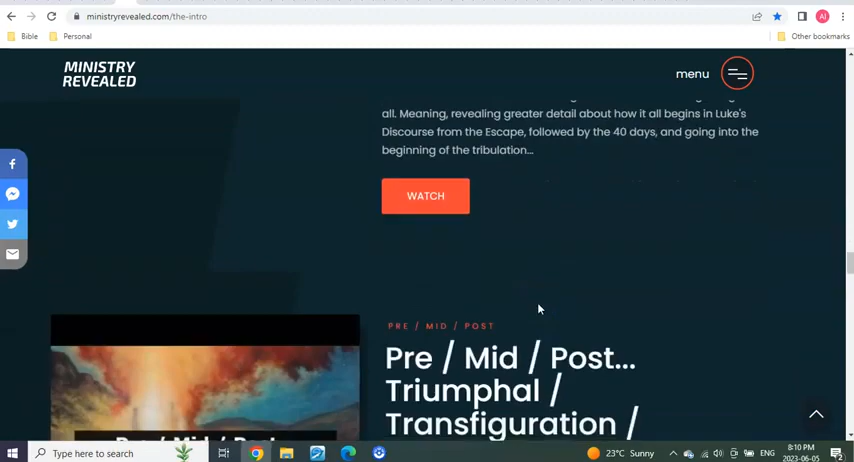 ministryrevealed.com/the-intro
Bible
Personal
Other bookmarks
MINISTRY
REVEALED
menu
all. Meaning, revealing greater detail about how it all begins in Luke's
Discourse from the Escape, followed by the 40 days, and going into the
beginning of the tribulation...
WATCH
PRE / MID / POST
Pre / Mid / Post...
Triumphal /
Transfiguration /
Type here to search
23°C Sunny
ENG
8:10 PM
2023-06-05